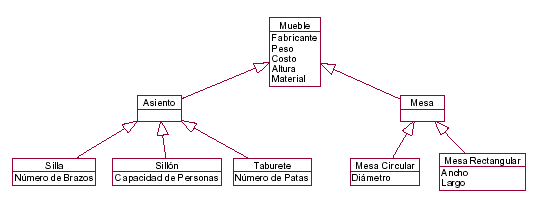 Mueble
Fabricante
Peso
Costo
Altura
Material
Asiento
Mesa
Silla
Número de Brazos
Sillón
Capacidad de Personas
Taburete
Número de Patas
Mesa Circular
Diámetro
Mesa Rectangular
Ancho
Largo